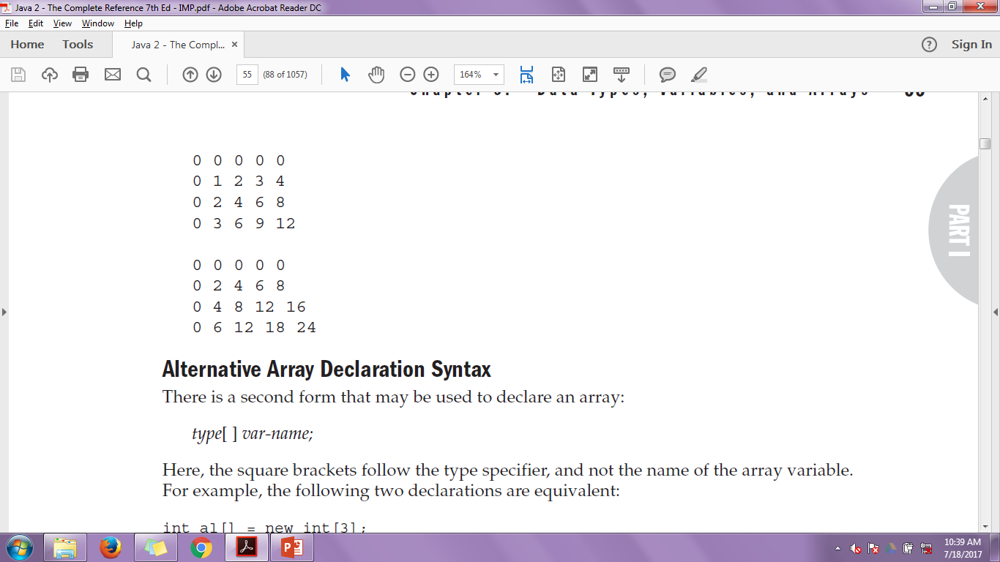 Java 2 - The Complete Reference 7th Ed - IMP.pdf - Adobe Acrobat Reader DC
File Edit View Window Help
Home Tools Java 2 - The Compl... × ? Sign In
55 (88 of 1057) 164%
Chapter 3: Data Types, Variables, and Arrays 55
0 0 0 0 0
0 1 2 3 4
0 2 4 6 8
0 3 6 9 12
0 0 0 0 0
0 2 4 6 8
0 4 8 12 16
0 6 12 18 24
PART I
Alternative Array Declaration Syntax
There is a second form that may be used to declare an array:
type[ ] var-name;
Here, the square brackets follow the type specifier, and not the name of the array variable.
For example, the following two declarations are equivalent:
int al[] = new int[3];
10:39 AM
7/18/2017